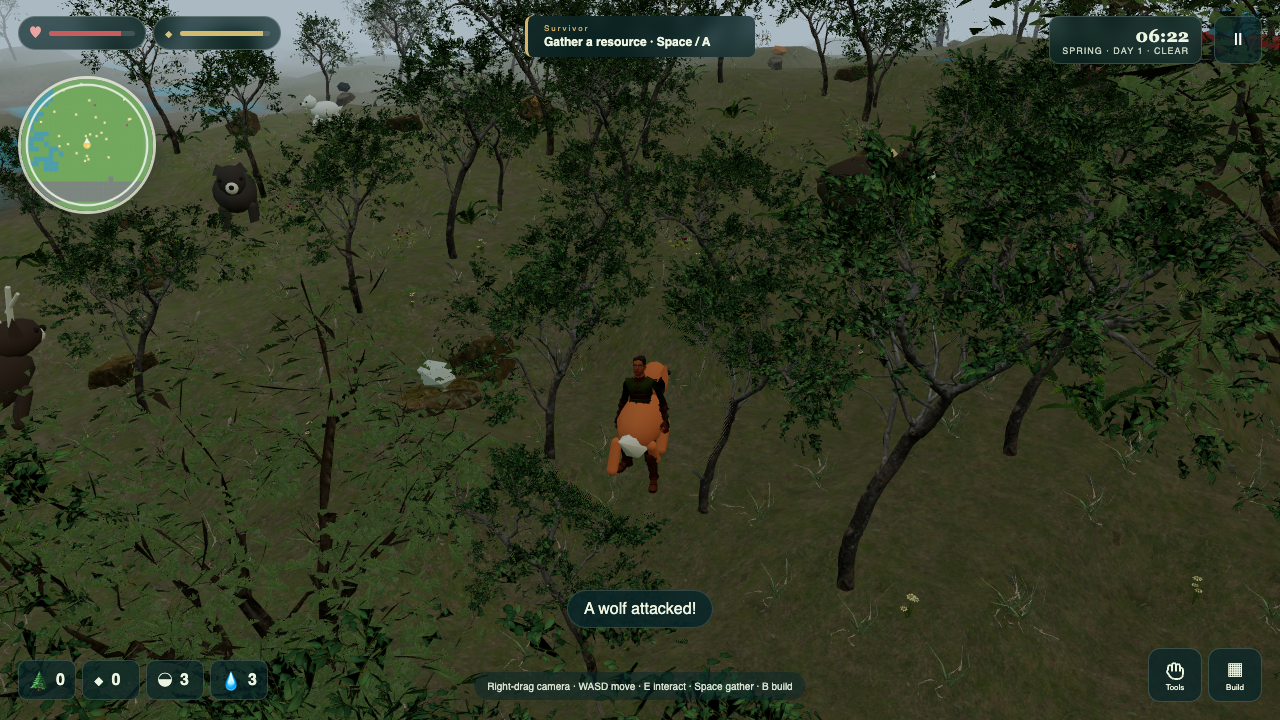 Survivor
Gather a resource · Space / A
06:22
SPRING · DAY 1 · CLEAR
A wolf attacked!
0
0
3
3
Right-drag camera · WASD move · E interact · Space gather · B build
Tools
Build